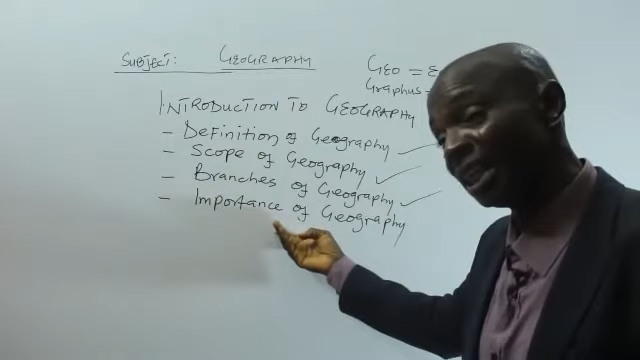 SUBJECT: GEOGRAPHY
GEO = E
Graphus =
INTRODUCTION TO GEOGRAPHY
- Definition of Geography
- Scope of Geography
- Branches of Geography
- Importance of Geography